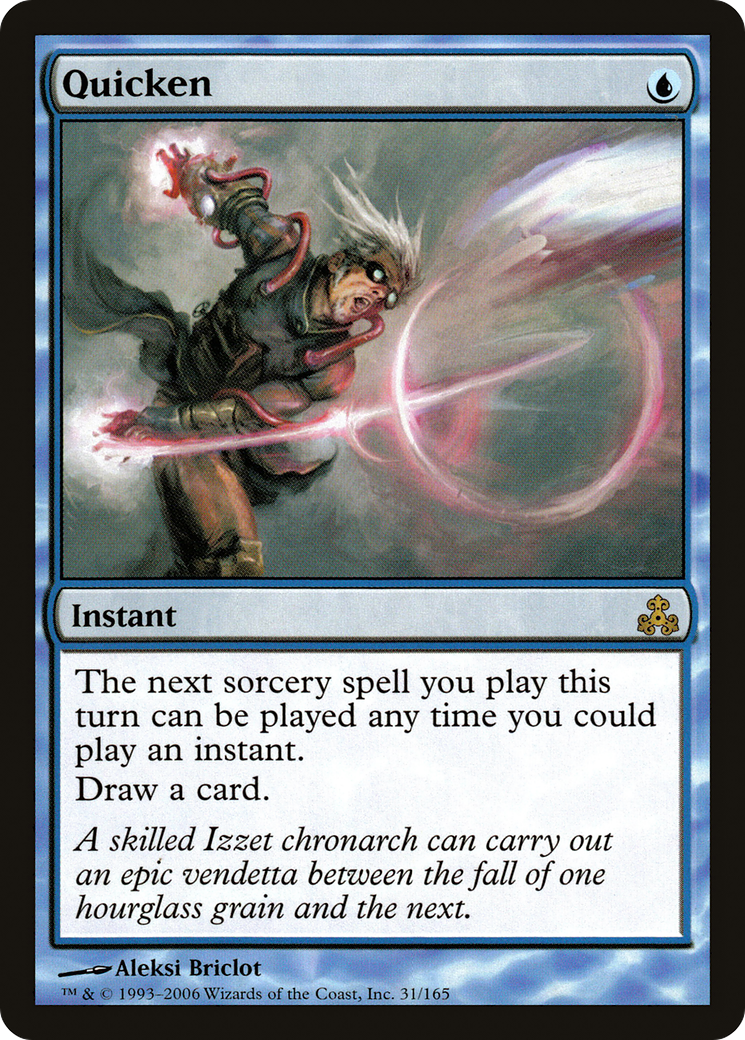 Quicken
Instant
The next sorcery spell you play this
turn can be played any time you could
play an instant.
Draw a card.
A skilled Izzet chronarch can carry out
an epic vendetta between the fall of one
hourglass grain and the next.
Aleksi Briclot
™ & © 1993–2006 Wizards of the Coast, Inc. 31/165